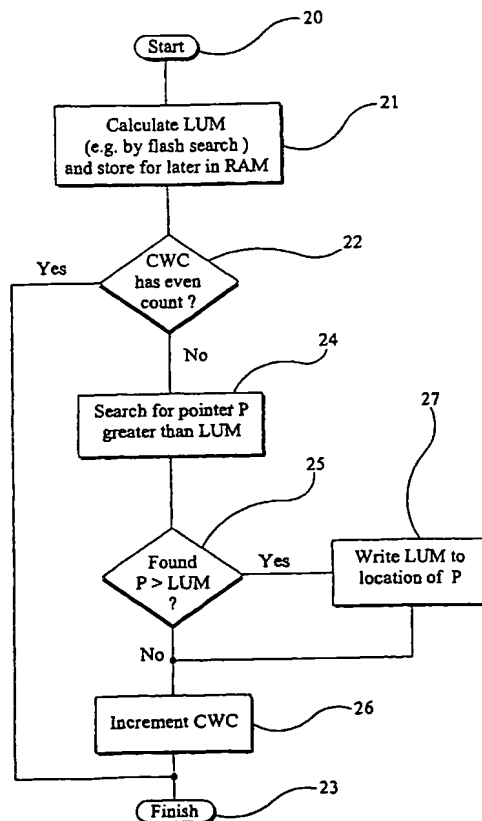 20
Start
21
Calculate LUM
(e.g. by flash search )
and store for later in RAM
22
Yes
CWC
has even
count ?
No
24
Search for pointer P
greater than LUM
27
25
Found
P > LUM
?
Yes
Write LUM to
location of P
No
26
Increment CWC
23
Finish